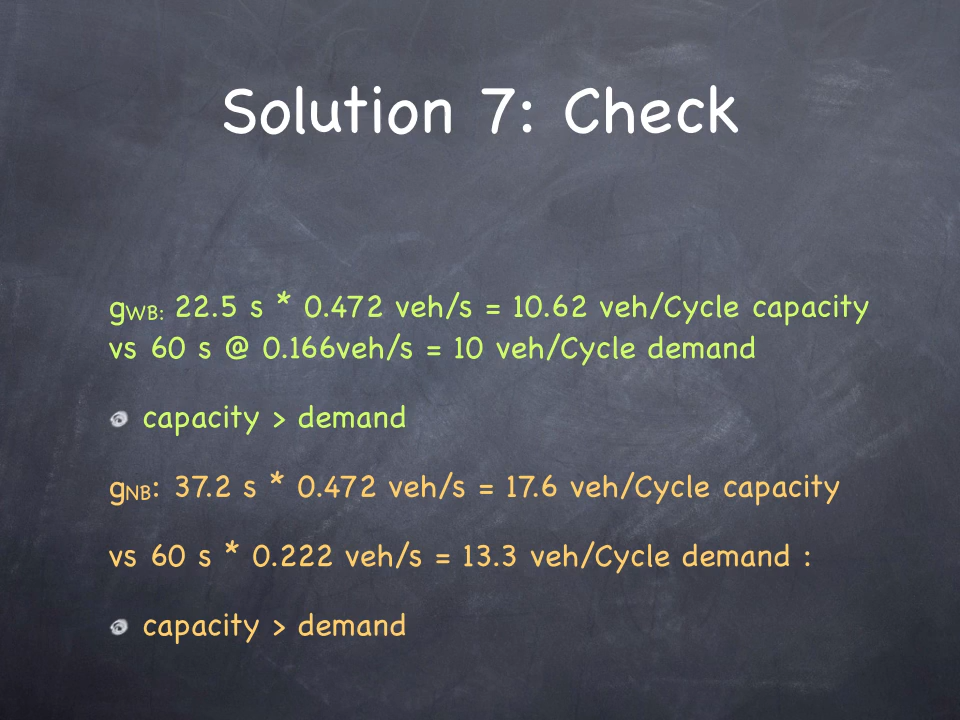 Solution 7: Check
gWB: 22.5 s * 0.472 veh/s = 10.62 veh/Cycle capacity
vs 60 s @ 0.166veh/s = 10 veh/Cycle demand
capacity > demand
gNB: 37.2 s * 0.472 veh/s = 17.6 veh/Cycle capacity
vs 60 s * 0.222 veh/s = 13.3 veh/Cycle demand :
capacity > demand